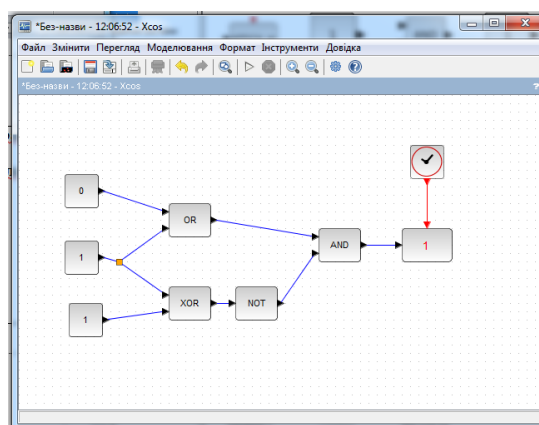 *Без-назви - 12:06:52 - Xcos
Файл Змінити Перегляд Моделювання Формат Інструменти Довідка
*Без-назви - 12:06:52 - Xcos
?
0
OR
1
AND
1
XOR
NOT
1